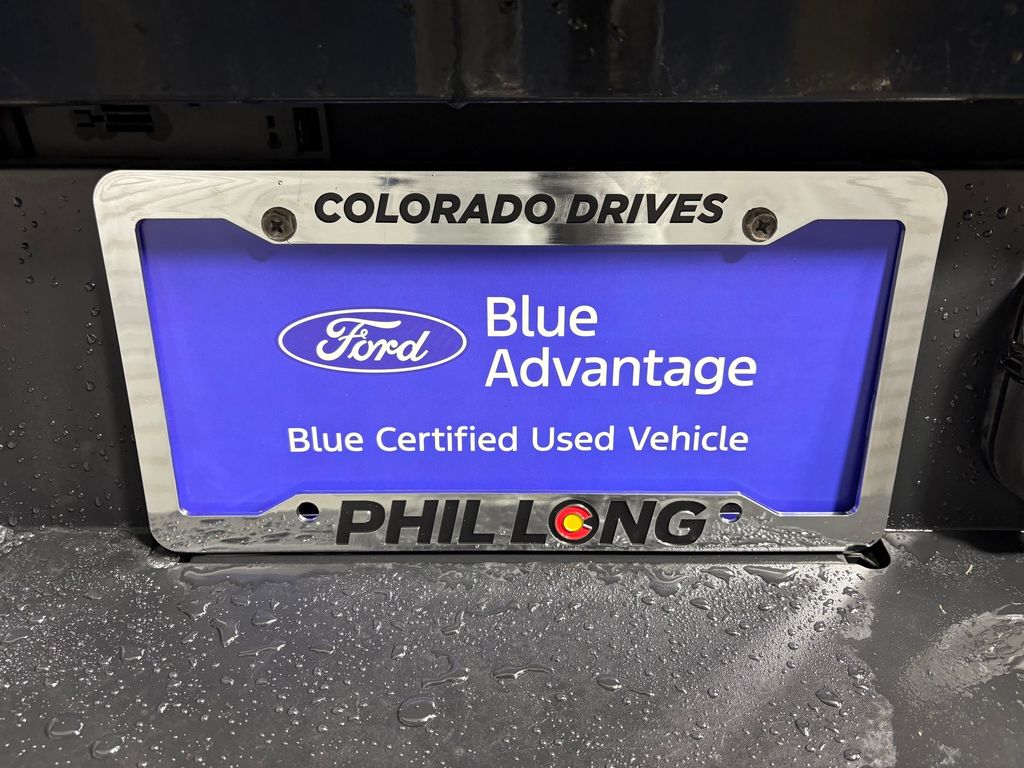 COLORADO DRIVES
Ford
Blue
Advantage
Blue Certified Used Vehicle
PHIL LONG